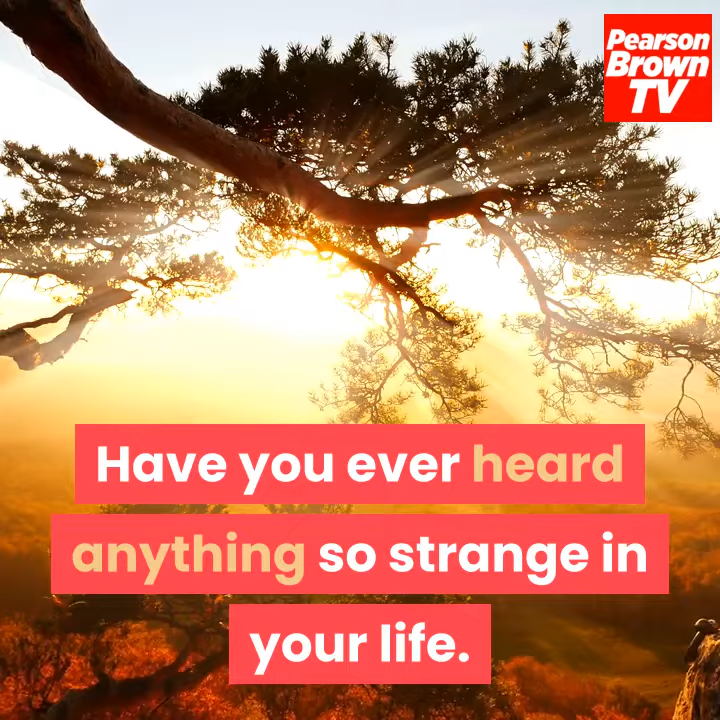 Pearson
Brown
TV
Have you ever heard
anything so strange in
your life.